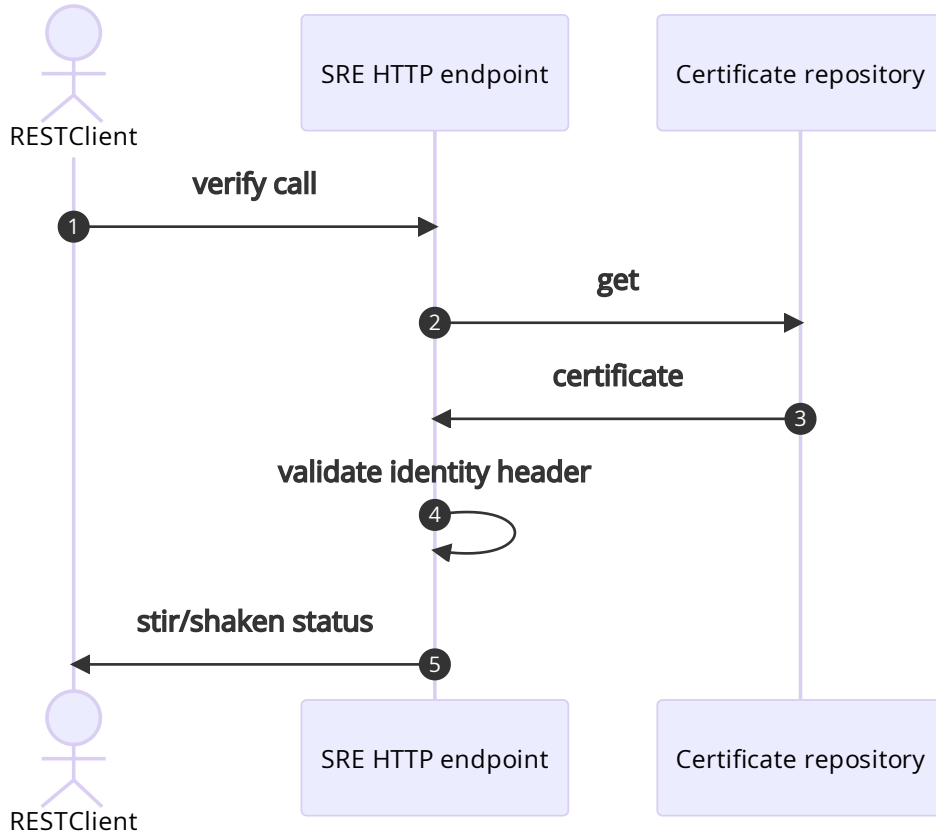 SRE HTTP endpoint
Certificate repository
RESTClient
verify call
1
get
2
certificate
3
validate identity header
4
stir/shaken status
5
SRE HTTP endpoint
Certificate repository
RESTClient